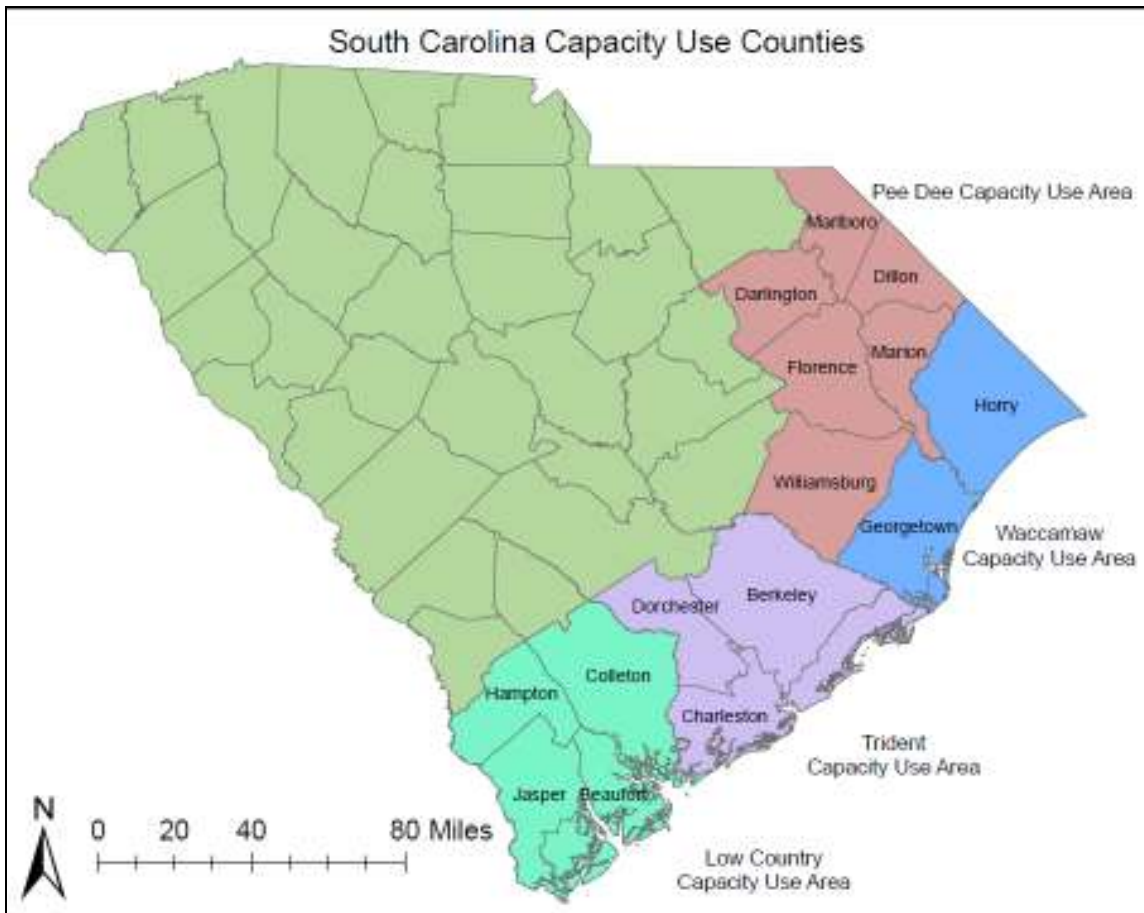 South Carolina Capacity Use Counties
Pee Dee Capacity Use Area
Marlboro
Dillon
Darlington
Marion
Florence
Horry
Williamsburg
Georgetown
Waccamaw
Capacity Use Area
Berkeley
Dorchester
Colleton
Hampton
Charleston
Trident
Capacity Use Area
Jasper
Beaufort
N
0 20 40 80 Miles
Low Country
Capacity Use Area